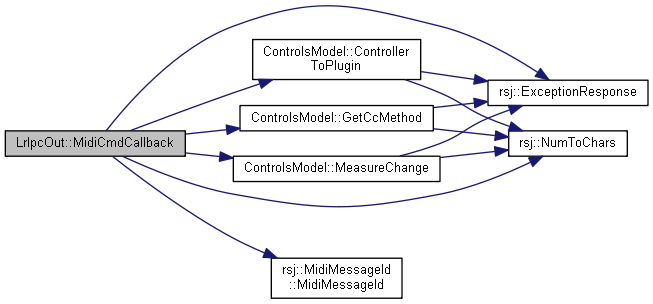 LrIpcOut::MidiCmdCallback
ControlsModel::Controller
ToPlugin
ControlsModel::GetCcMethod
ControlsModel::MeasureChange
rsj::ExceptionResponse
rsj::NumToChars
rsj::MidiMessageId
::MidiMessageId